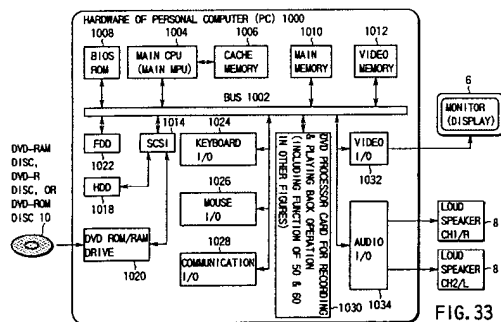 HARDWARE OF PERSONAL COMPUTER (PC) 1000
1008
1004
1006
1010
1012
BIOS
ROM
MAIN CPU
(MAIN MPU)
CACHE
MEMORY
MAIN
MEMORY
VIDEO
MEMORY
BUS 1002
6
MONITOR
(DISPLAY)
1014
1024
FDD
SCSI
KEYBOARD
I/O
VIDEO
I/O
1022
1032
DVD-RAM
DISC,
DVD-R
DISC, OR
DVD-ROM
DISC 10
HDD
1018
1026
MOUSE
I/O
DVD PROCESSOR CARD FOR RECORDING
& PLAYING BACK OPERATION
(INCLUDING FUNCTION OF 50 & 60
IN OTHER FIGURES)
1030
AUDIO
I/O
1034
LOUD
SPEAKER
CH1/R
8
DVD ROM/RAM
DRIVE
1020
1028
COMMUNICATION
I/O
LOUD
SPEAKER
CH2/L
8
FIG. 33